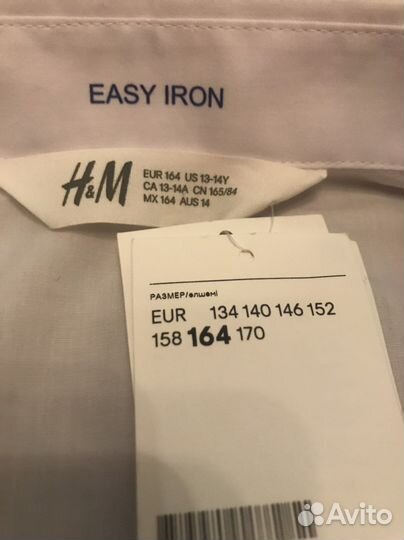 EASY IRON
H&M
EUR 164 US 13-14Y
CA 13-14A CN 165/84
MX 164 AUS 14
РАЗМЕР/өлшемі
EUR 134 140 146 152
158 164 170
Avito